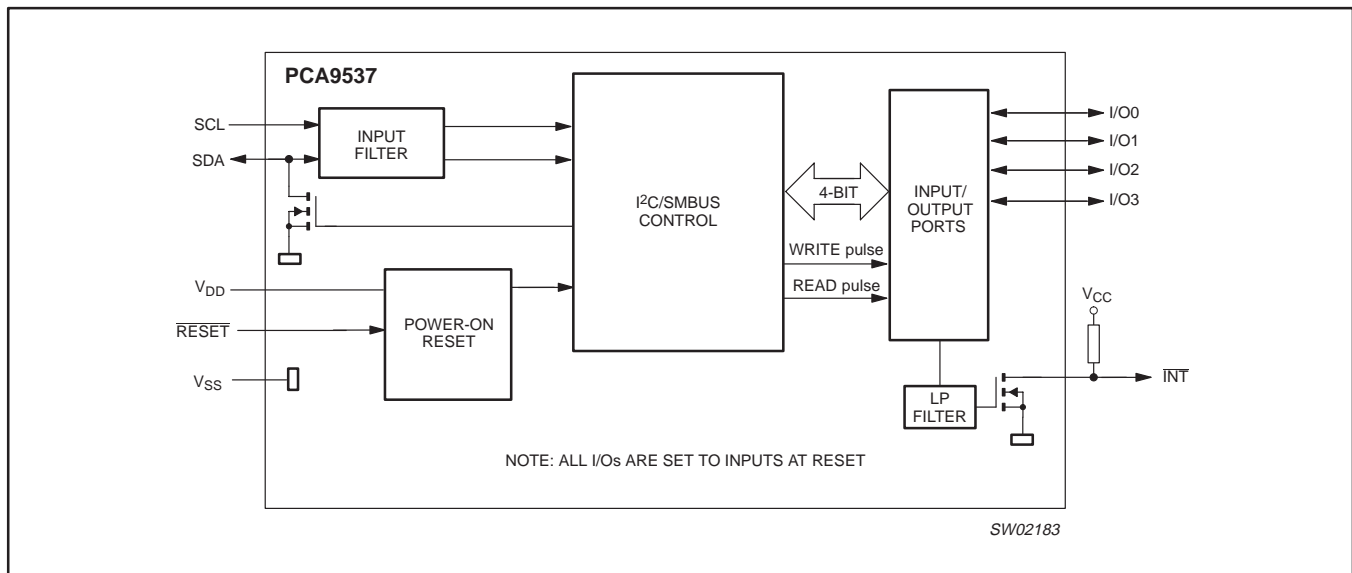 PCA9537
SCL
SDA
INPUT
FILTER
I²C/SMBUS
CONTROL
4-BIT
INPUT/
OUTPUT
PORTS
I/O0
I/O1
I/O2
I/O3
WRITE pulse
READ pulse
VDD
RESET
VSS
POWER-ON
RESET
VCC
LP
FILTER
INT
NOTE: ALL I/Os ARE SET TO INPUTS AT RESET
SW02183